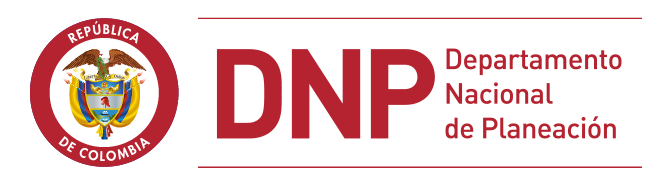 REPÚBLICA
DE COLOMBIA
DNP
Departamento
Nacional
de Planeación